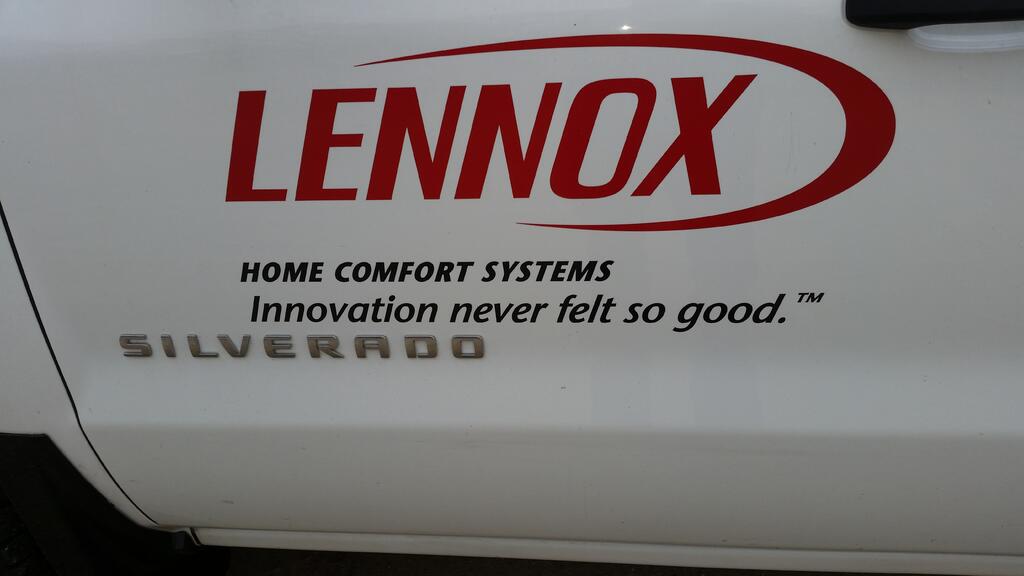 LENNOX
HOME COMFORT SYSTEMS
Innovation never felt so good.™
SILVERADO